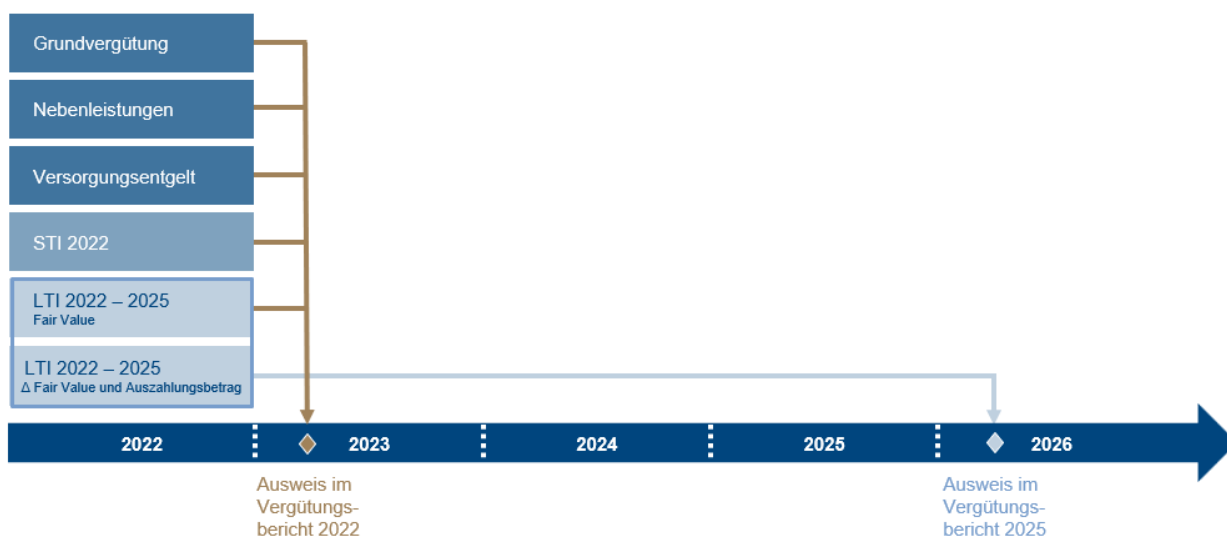 Grundvergütung
Nebenleistungen
Versorgungsentgelt
STI 2022
LTI 2022 – 2025
Fair Value
LTI 2022 – 2025
Δ Fair Value und Auszahlungsbetrag
2022
2023
2024
2025
2026
Ausweis im
Vergütungs-
bericht 2022
Ausweis im
Vergütungs-
bericht 2025